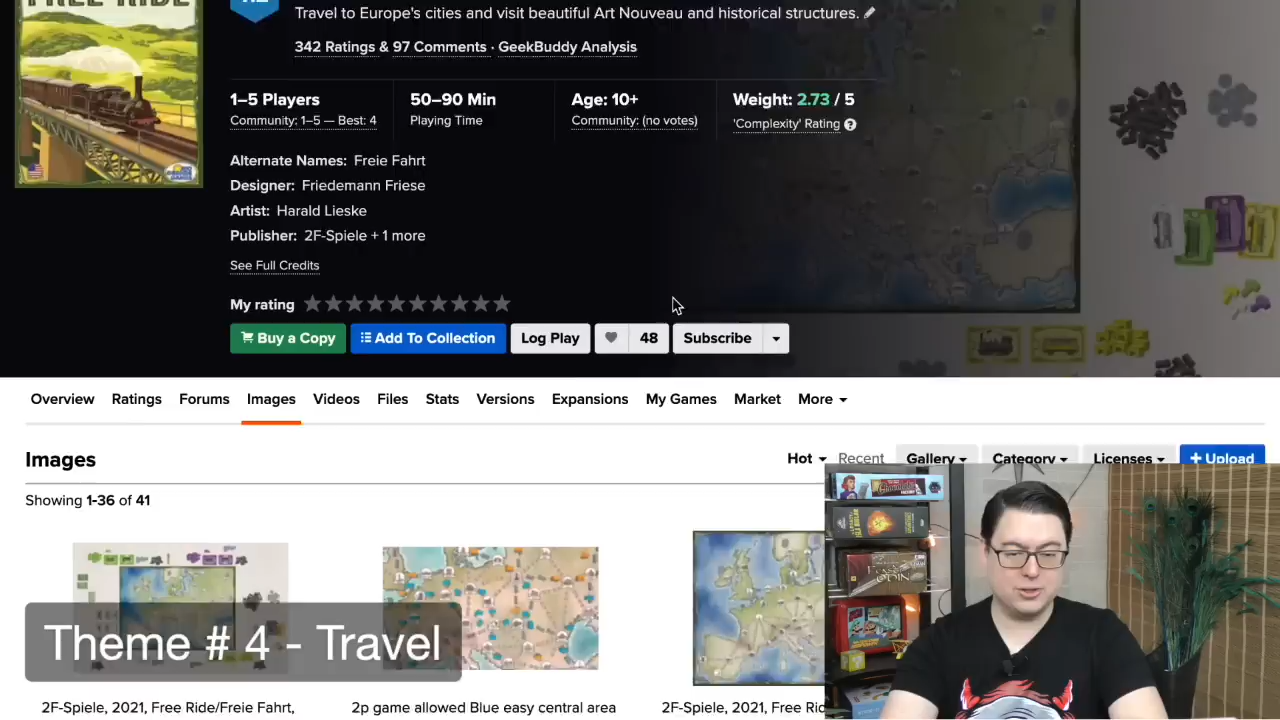 FREE RIDE
Travel to Europe's cities and visit beautiful Art Nouveau and historical structures.
342 Ratings & 97 Comments · GeekBuddy Analysis
1–5 Players
Community: 1–5 — Best: 4
50–90 Min
Playing Time
Age: 10+
Community: (no votes)
Weight: 2.73 / 5
'Complexity' Rating
Alternate Names: Freie Fahrt
Designer: Friedemann Friese
Artist: Harald Lieske
Publisher: 2F-Spiele + 1 more
See Full Credits
My rating
Buy a Copy
Add To Collection
Log Play
48
Subscribe
Overview
Ratings
Forums
Images
Videos
Files
Stats
Versions
Expansions
My Games
Market
More
Images
Hot
Recent
Gallery
Category
Licenses
+ Upload
Showing 1-36 of 41
Theme # 4 - Travel
2F-Spiele, 2021, Free Ride/Freie Fahrt,
2p game allowed Blue easy central area
2F-Spiele, 2021, Free Ri
ODIN